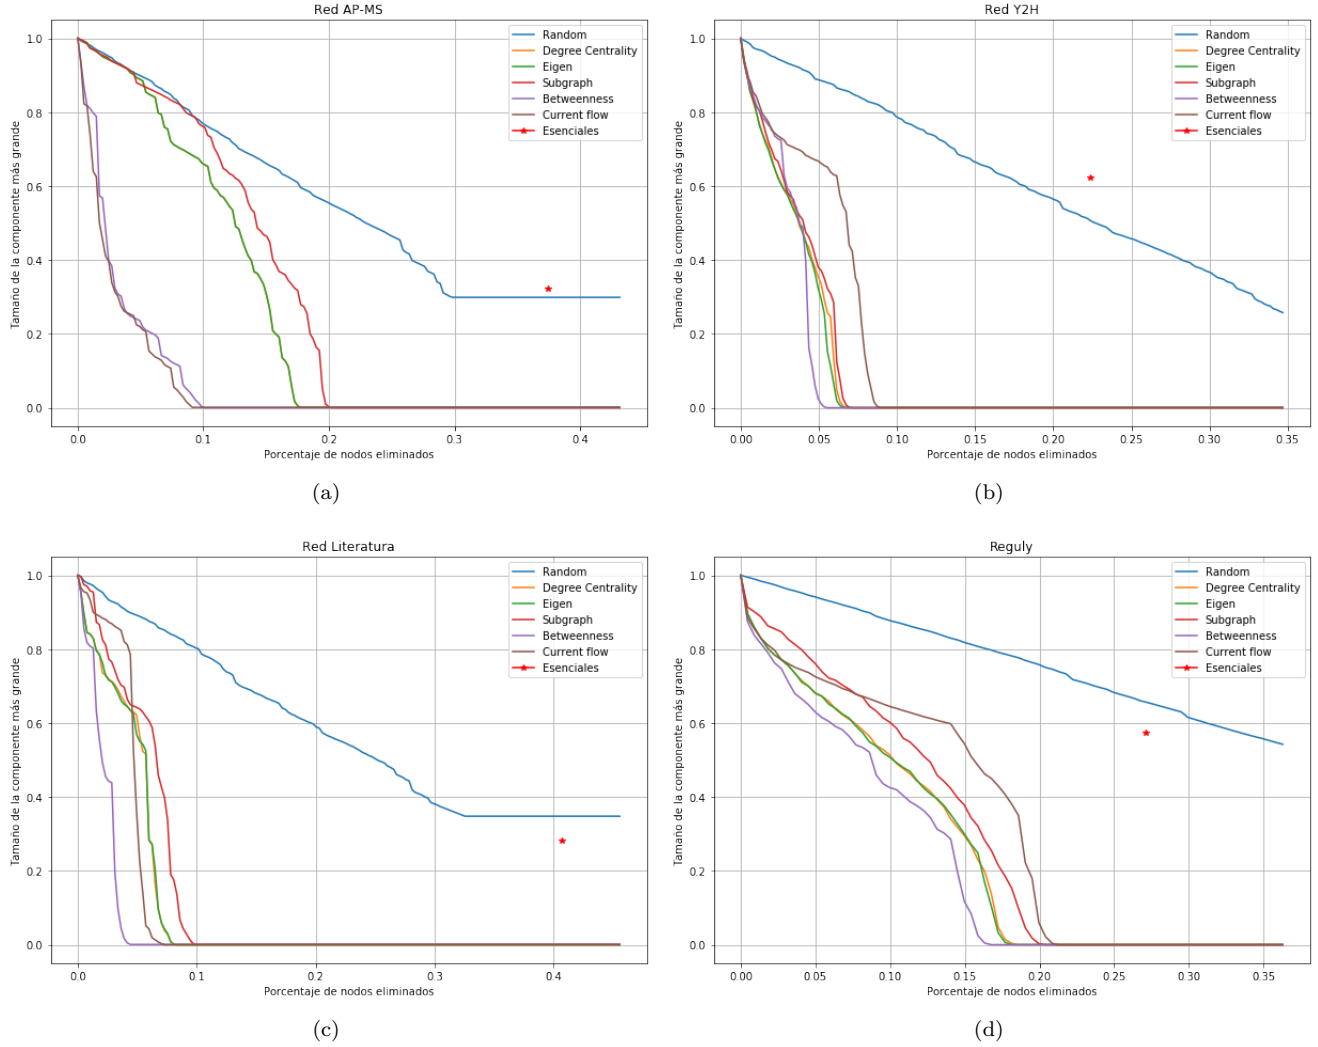 Red AP-MS
Tamaño de la componente más grande
1.0
0.8
0.6
0.4
0.2
0.0
Random
Degree Centrality
Eigen
Subgraph
Betweenness
Current flow
Esenciales
0.0 0.1 0.2 0.3 0.4
Porcentaje de nodos eliminados
(a)
Red Y2H
Tamaño de la componente más grande
1.0
0.8
0.6
0.4
0.2
0.0
Random
Degree Centrality
Eigen
Subgraph
Betweenness
Current flow
Esenciales
0.00 0.05 0.10 0.15 0.20 0.25 0.30 0.35
Porcentaje de nodos eliminados
(b)
Red Literatura
Tamaño de la componente más grande
1.0
0.8
0.6
0.4
0.2
0.0
Random
Degree Centrality
Eigen
Subgraph
Betweenness
Current flow
Esenciales
0.0 0.1 0.2 0.3 0.4
Porcentaje de nodos eliminados
(c)
Reguly
Tamaño de la componente más grande
1.0
0.8
0.6
0.4
0.2
0.0
Random
Degree Centrality
Eigen
Subgraph
Betweenness
Current flow
Esenciales
0.00 0.05 0.10 0.15 0.20 0.25 0.30 0.35
Porcentaje de nodos eliminados
(d)